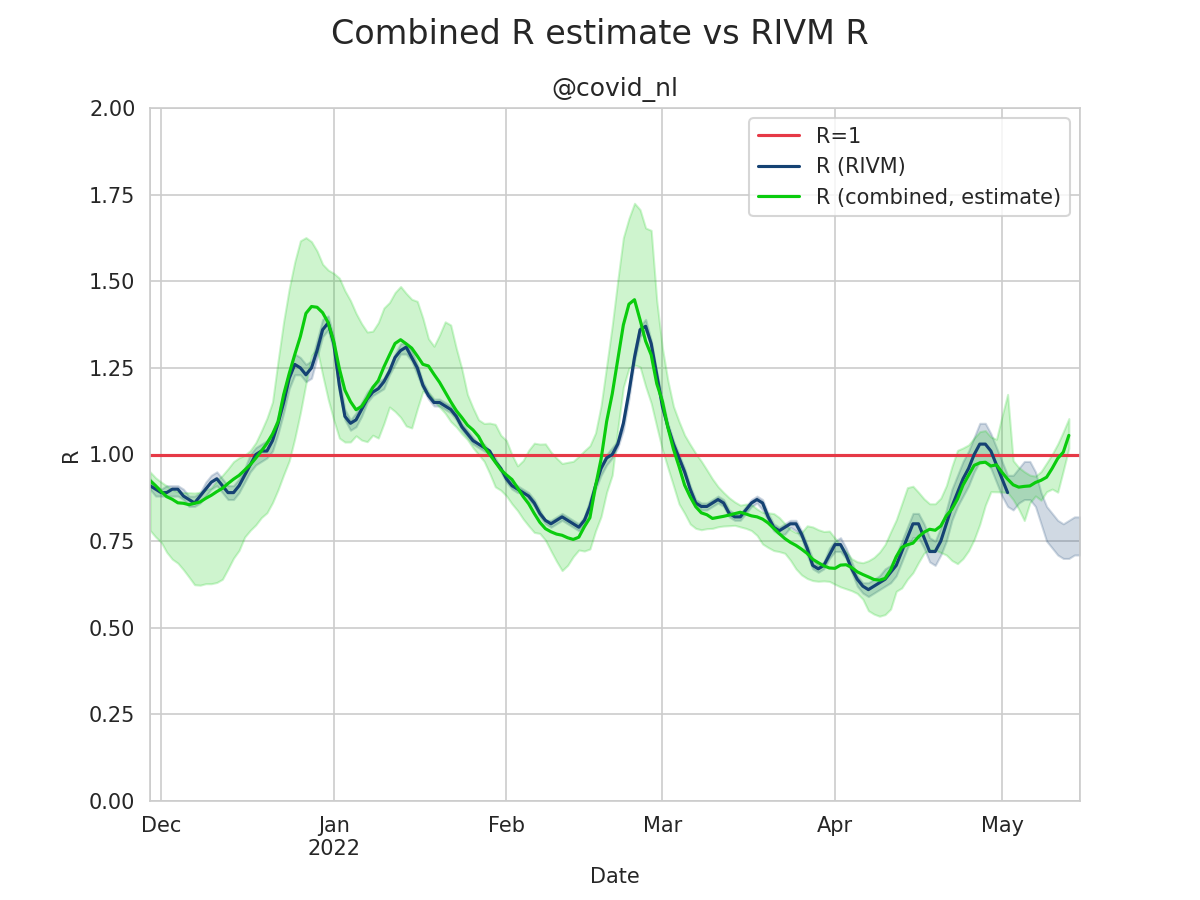 Combined R estimate vs RIVM R
@covid_nl
R=1
R (RIVM)
R (combined, estimate)
2.00
1.75
1.50
1.25
1.00
0.75
0.50
0.25
0.00
R
Dec
Jan
2022
Feb
Mar
Apr
May
Date